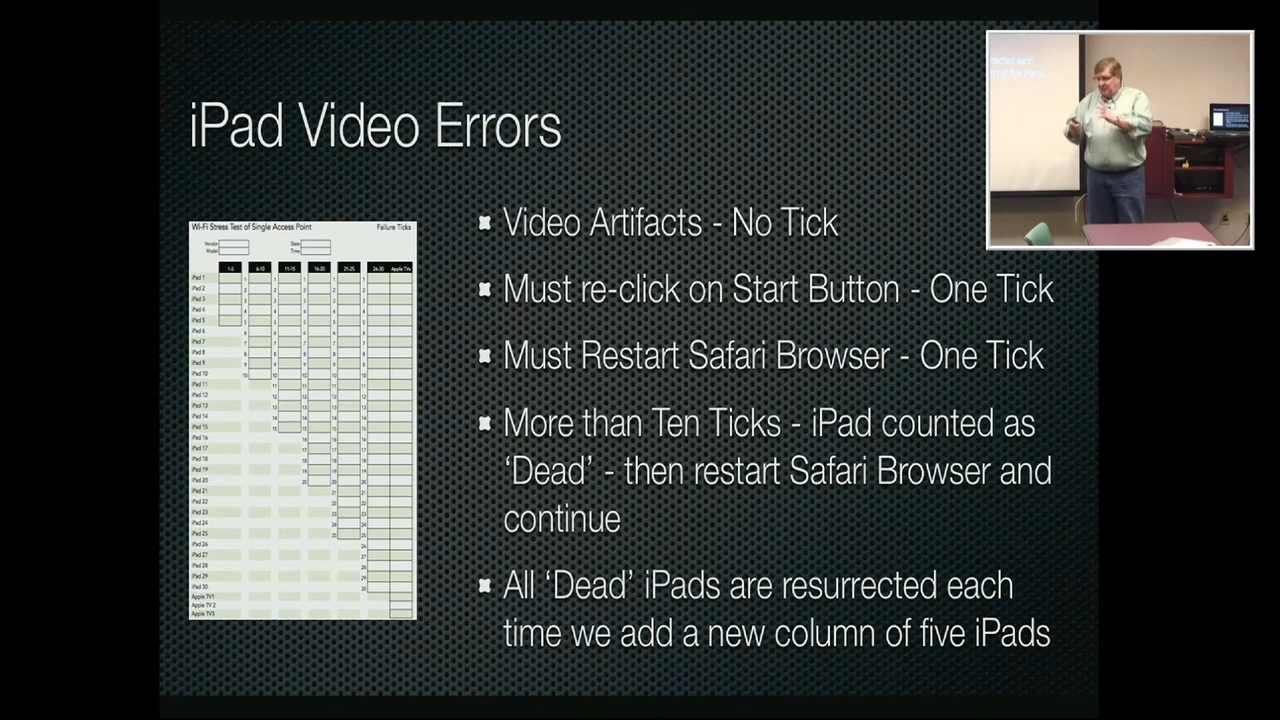 iPad Video Errors
Video Artifacts - No Tick
Must re-click on Start Button - One Tick
Must Restart Safari Browser - One Tick
More than Ten Ticks - iPad counted as
‘Dead’ - then restart Safari Browser and
continue
All ‘Dead’ iPads are resurrected each
time we add a new column of five iPads
Wi-Fi Stress Test of Single Access Point
Failure Ticks
Vendor
Date
Model
Time
1-5 6-10 11-15 16-20 21-25 26-30 Apple TVs
iPad 1
iPad 2
iPad 3
iPad 4
iPad 5
iPad 6
iPad 7
iPad 8
iPad 9
iPad 10
iPad 11
iPad 12
iPad 13
iPad 14
iPad 15
iPad 16
iPad 17
iPad 18
iPad 19
iPad 20
iPad 21
iPad 22
iPad 23
iPad 24
iPad 25
iPad 26
iPad 27
iPad 28
iPad 29
iPad 30
Apple TV1
Apple TV 2
Apple TV3